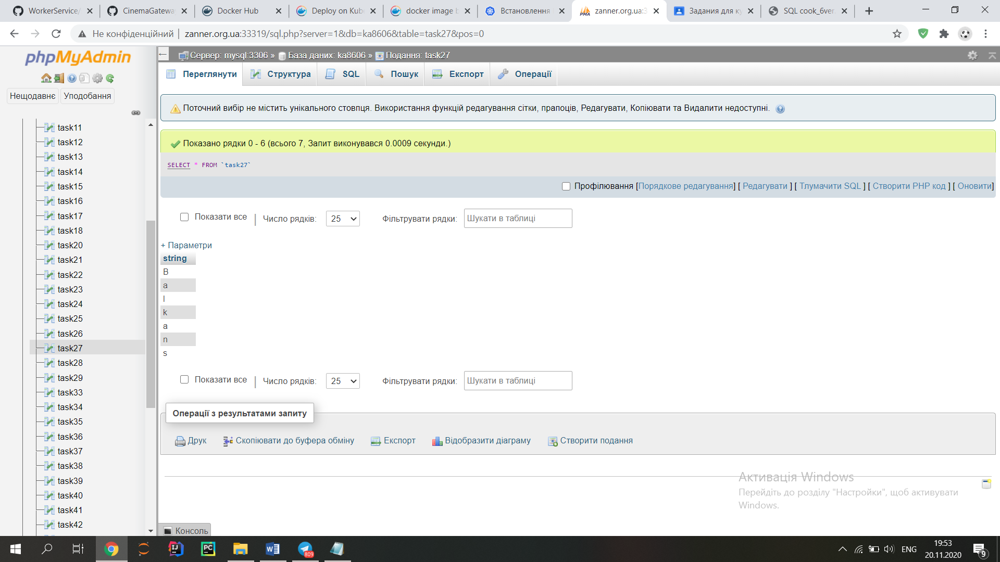 WorkerService/
CinemaGatewa
Docker Hub
Deploy on Kub
docker image b
Встановлення
zanner.org.ua:3
Задания для ку
SQL cook_6ver
Не конфіденційний
zanner.org.ua:33319/sql.php?server=1&db=ka8606&table=task27&pos=0
phpMyAdmin
Нещодавнє
Уподобання
task11
task12
task13
task14
task15
task16
task17
task18
task20
task21
task22
task23
task24
task25
task26
task27
task28
task29
task33
task34
task35
task36
task37
task38
task39
task40
task41
task42
Сервер: mysql:3306 » База даних: ka8606 » Подання: task27
Переглянути
Структура
SQL
Пошук
Експорт
Операції
Поточний вибір не містить унікального стовпця. Використання функцій редагування сітки, прапоців, Редагувати, Копіювати та Видалити недоступні.
Показано рядки 0 - 6 (всього 7, Запит виконувався 0.0009 секунди.)
SELECT * FROM `task27`
Профілювання [Порядкове редагування] [ Редагувати ] [ Тлумачити SQL ] [ Створити PHP код ] [ Оновити]
Показати все | Число рядків: 25 Фільтрувати рядки: Шукати в таблиці
+ Параметри
string
B
a
l
k
a
n
s
Показати все | Число рядків: 25 Фільтрувати рядки: Шукати в таблиці
Операції з результатами запиту
Друк
Скопіювати до буфера обміну
Експорт
Відобразити діаграму
Створити подання
Активація Windows
Перейдіть до розділу "Настройки", щоб активувати
Windows.
Консоль
809
ENG
19:53
20.11.2020
9